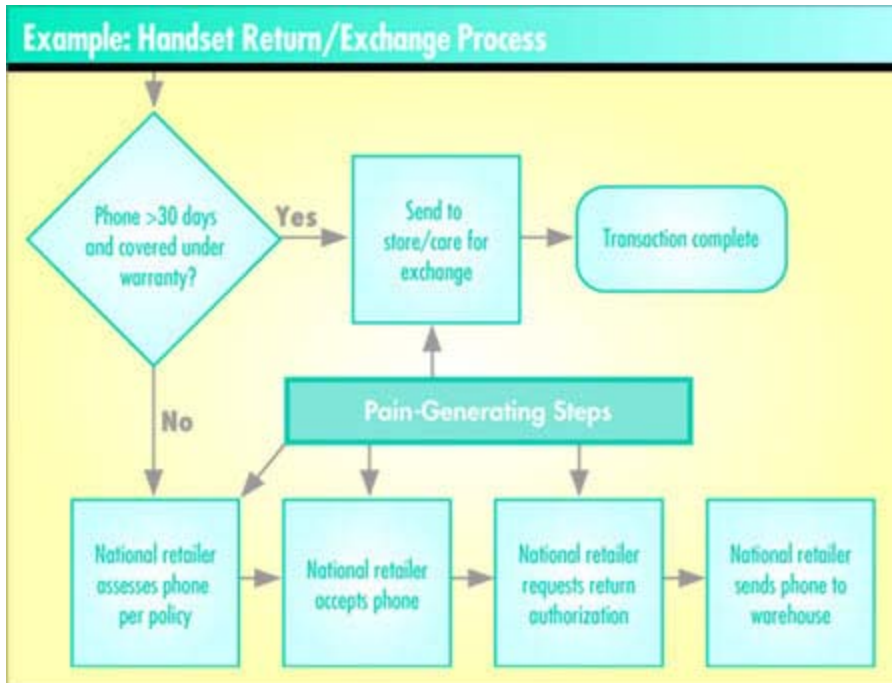 Example: Handset Return/Exchange Process
Phone >30 days
and covered under
warranty?
Yes
Send to
store/care for
exchange
Transaction complete
No
Pain-Generating Steps
National retailer
assesses phone
per policy
National retailer
accepts phone
National retailer
requests return
authorization
National retailer
sends phone to
warehouse